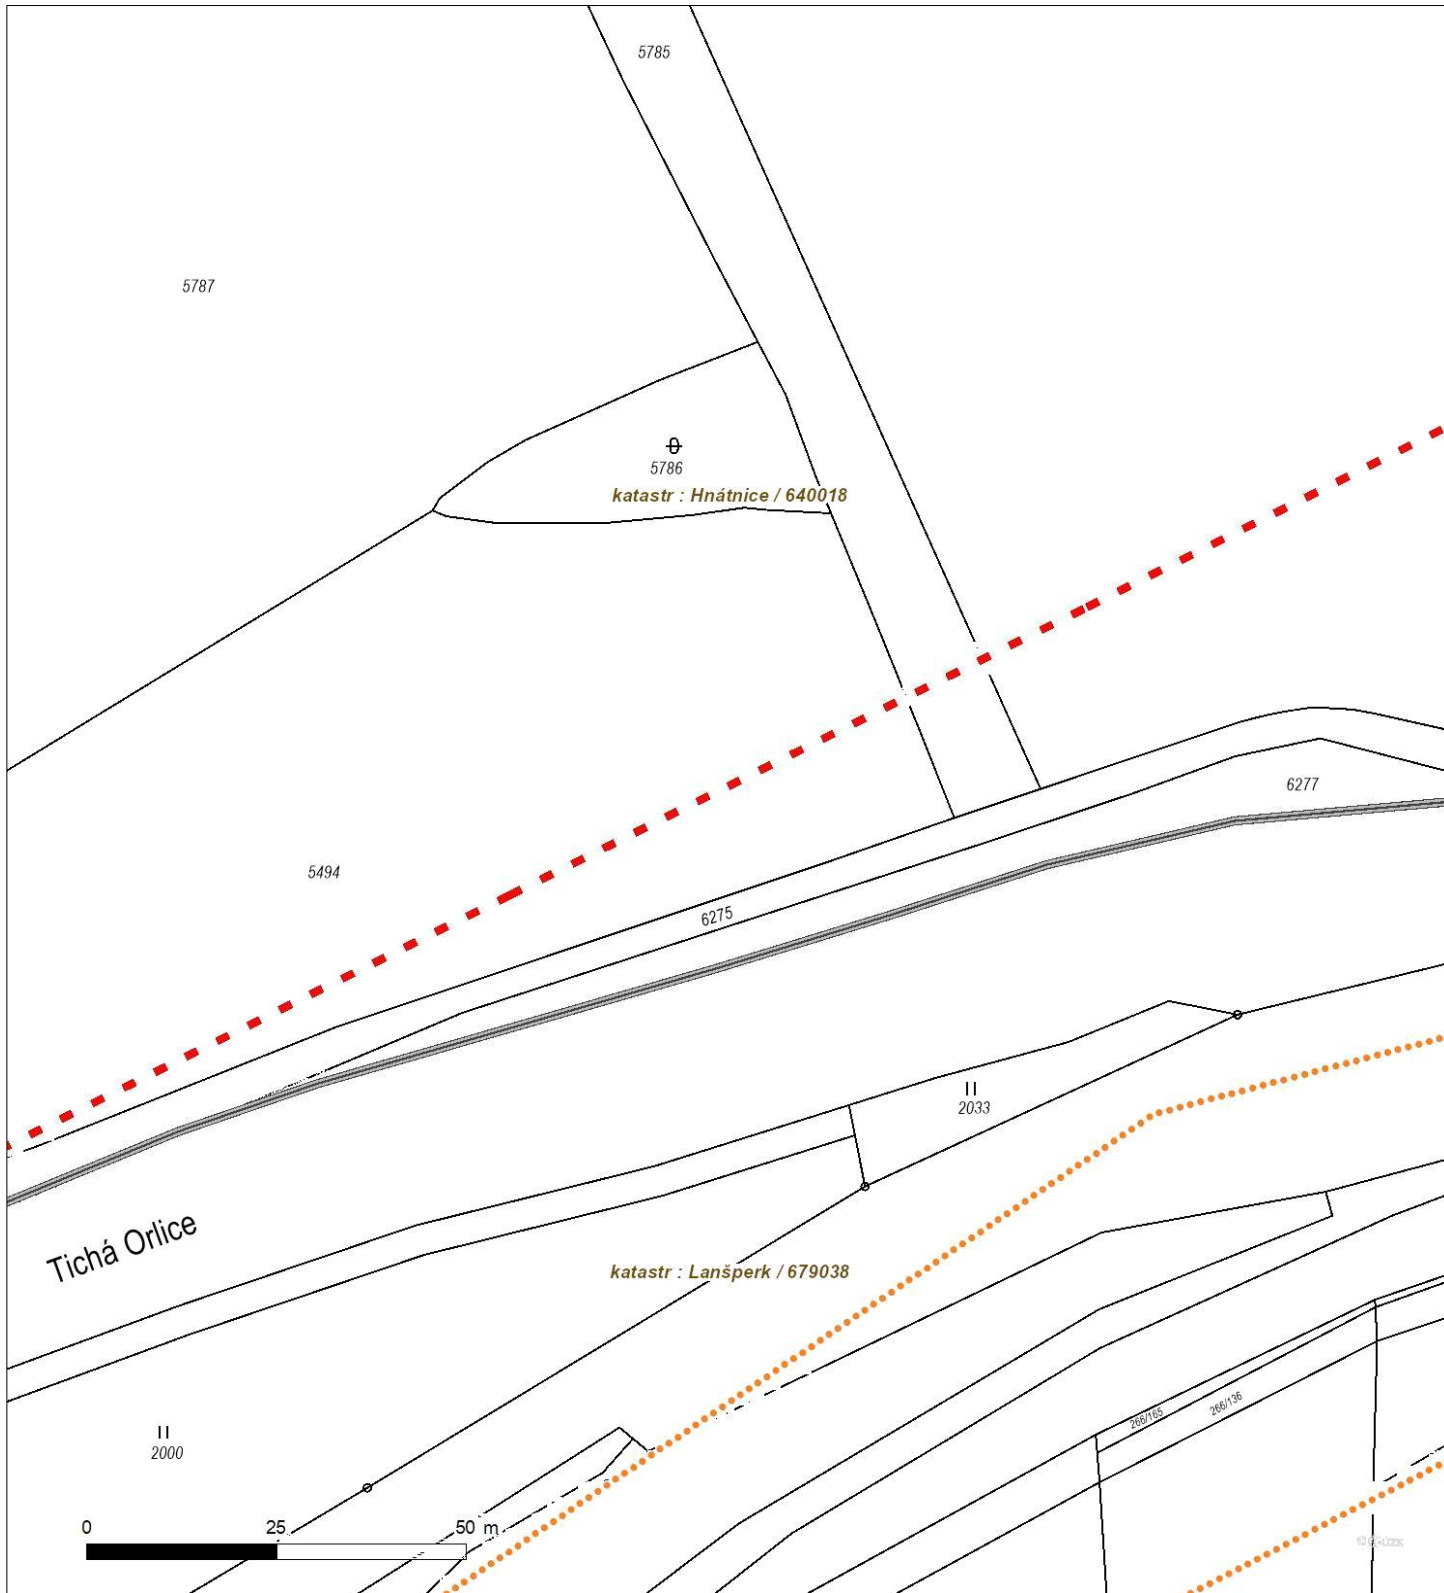 5785
5787
5786
katastr : Hnátnice / 640018
6277
5494
6275
2033
Tichá Orlice
katastr : Lanšperk / 679038
266/165
266/136
2000
0 25 50 m